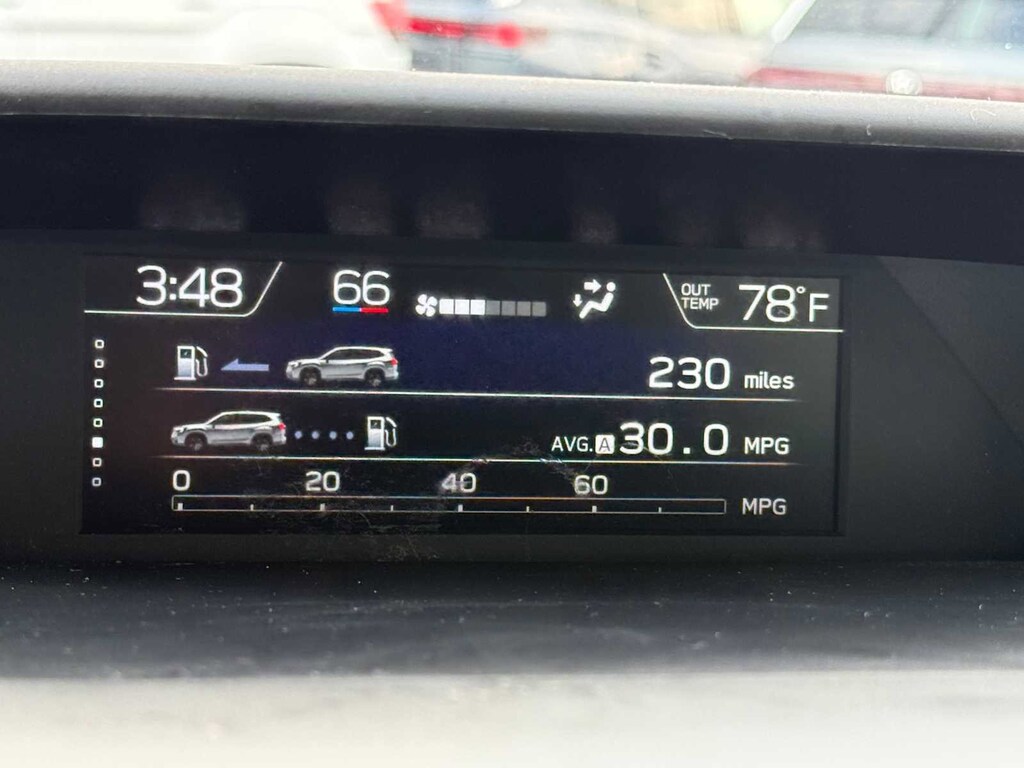 3:48 66 OUT TEMP 78°F
230 miles
AVG. A 30.0 MPG
0 20 40 60
MPG